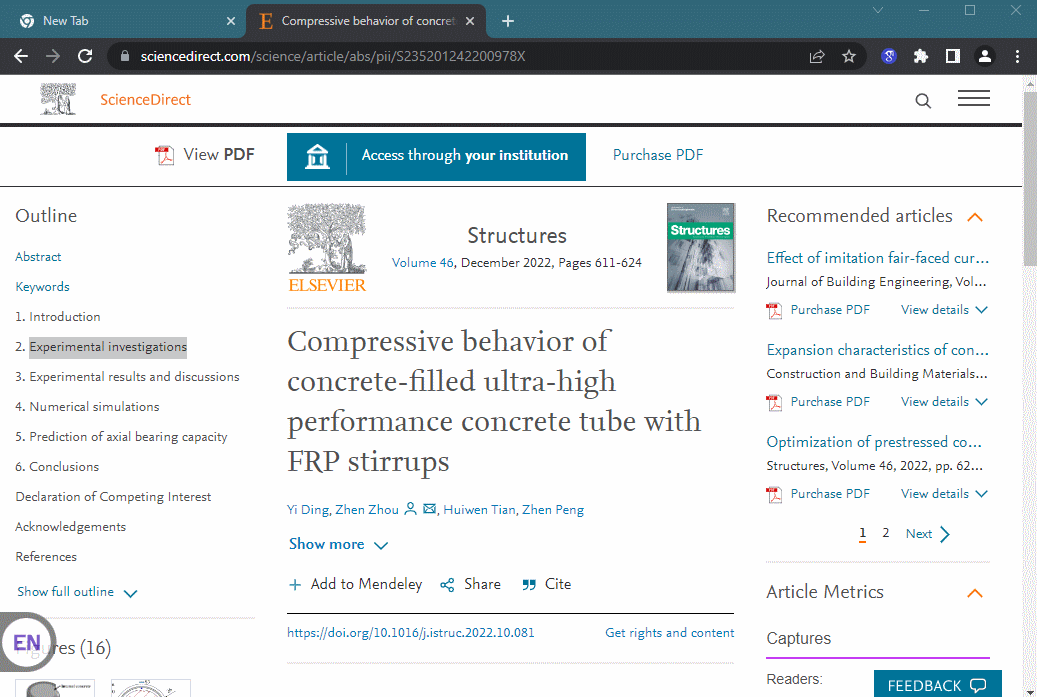 New Tab
Compressive behavior of concret
sciencedirect.com/science/article/abs/pii/S235201242200978X
ScienceDirect
View PDF
Access through your institution
Purchase PDF
Outline
Abstract
Keywords
1. Introduction
2. Experimental investigations
3. Experimental results and discussions
4. Numerical simulations
5. Prediction of axial bearing capacity
6. Conclusions
Declaration of Competing Interest
Acknowledgements
References
Show full outline
EN
res (16)
ELSEVIER
Structures
Volume 46, December 2022, Pages 611-624
Structures
Compressive behavior of
concrete-filled ultra-high
performance concrete tube with
FRP stirrups
Yi Ding, Zhen Zhou, Huiwen Tian, Zhen Peng
Show more
Add to Mendeley
Share
Cite
https://doi.org/10.1016/j.istruc.2022.10.081
Get rights and content
Recommended articles
Effect of imitation fair-faced cur...
Journal of Building Engineering, Vol...
Purchase PDF
View details
Expansion characteristics of con...
Construction and Building Materials...
Purchase PDF
View details
Optimization of prestressed co...
Structures, Volume 46, 2022, pp. 62...
Purchase PDF
View details
1 2 Next
Article Metrics
Captures
Readers:
FEEDBACK